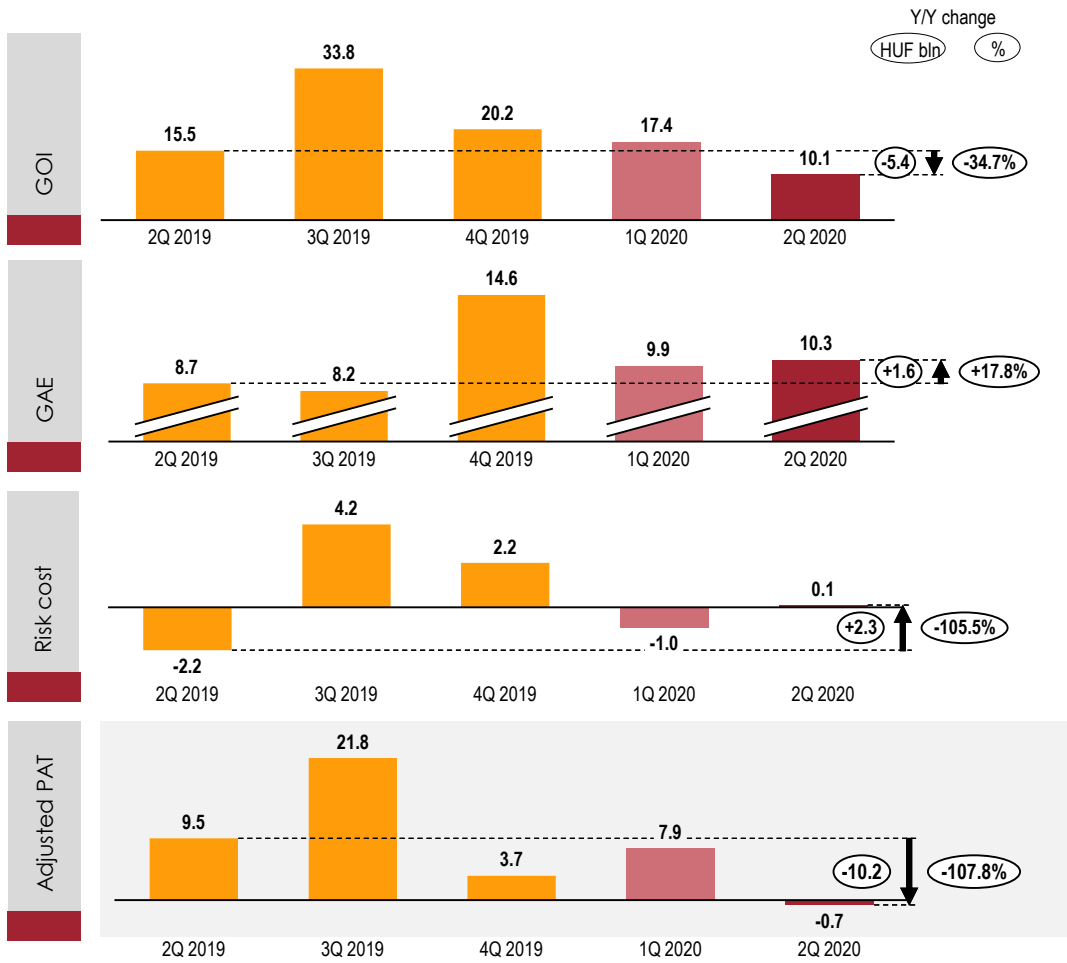 Y/Y change
HUF bln %
GOI
15.5 33.8 20.2 17.4 10.1
-5.4 -34.7%
2Q 2019 3Q 2019 4Q 2019 1Q 2020 2Q 2020
GAE
8.7 8.2 14.6 9.9 10.3
+1.6 +17.8%
2Q 2019 3Q 2019 4Q 2019 1Q 2020 2Q 2020
Risk cost
-2.2 4.2 2.2 -1.0 0.1
+2.3 -105.5%
2Q 2019 3Q 2019 4Q 2019 1Q 2020 2Q 2020
Adjusted PAT
9.5 21.8 3.7 7.9 -0.7
-10.2 -107.8%
2Q 2019 3Q 2019 4Q 2019 1Q 2020 2Q 2020